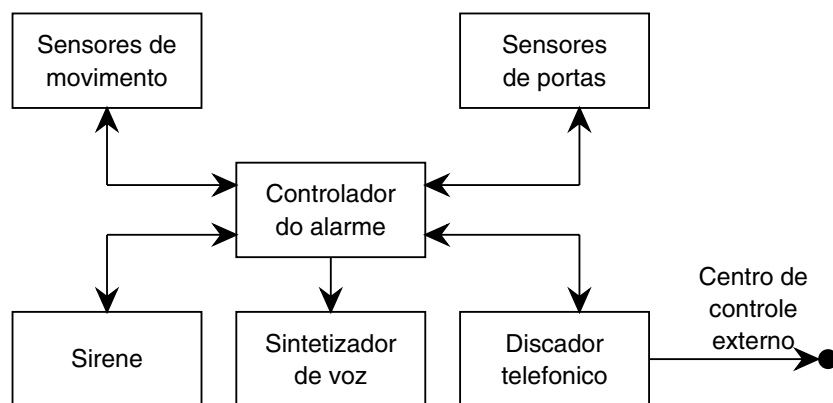 Sensores de
movimento
Sensores
de portas
Controlador
do alarme
Centro de
controle
externo
Sirene
Sintetizador
de voz
Discador
telefonico